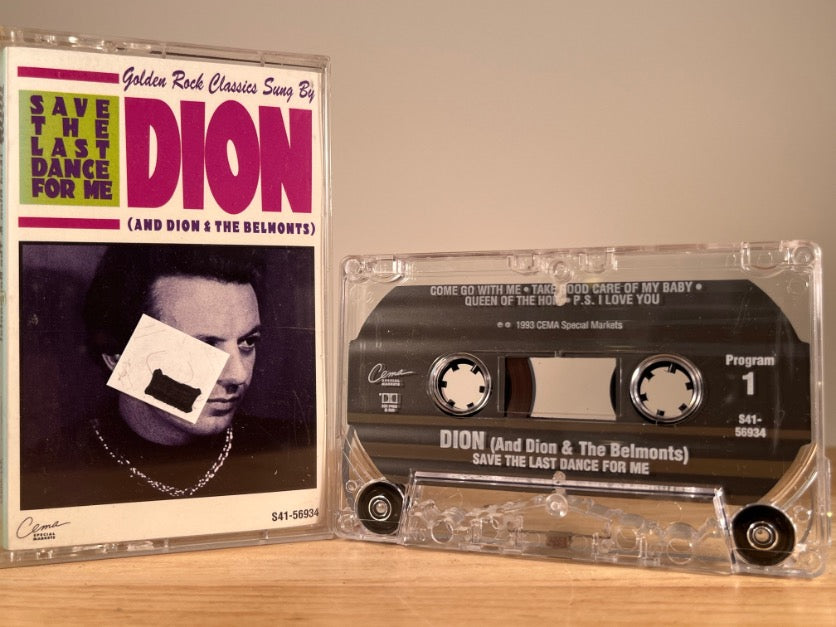 Golden Rock Classics Sung By
SAVE
THE
LAST
DANCE
FOR ME
DION
(AND DION & THE BELMONTS)
Cema
SPECIAL
MARKETS
S41-56934
COME GO WITH ME • TAKE GOOD CARE OF MY BABY •
QUEEN OF THE HOP • P.S. I LOVE YOU
℗ © 1993 CEMA Special Markets
Cema
SPECIAL
MARKETS
Program
1
S41-
56934
DION (And Dion & The Belmonts)
SAVE THE LAST DANCE FOR ME